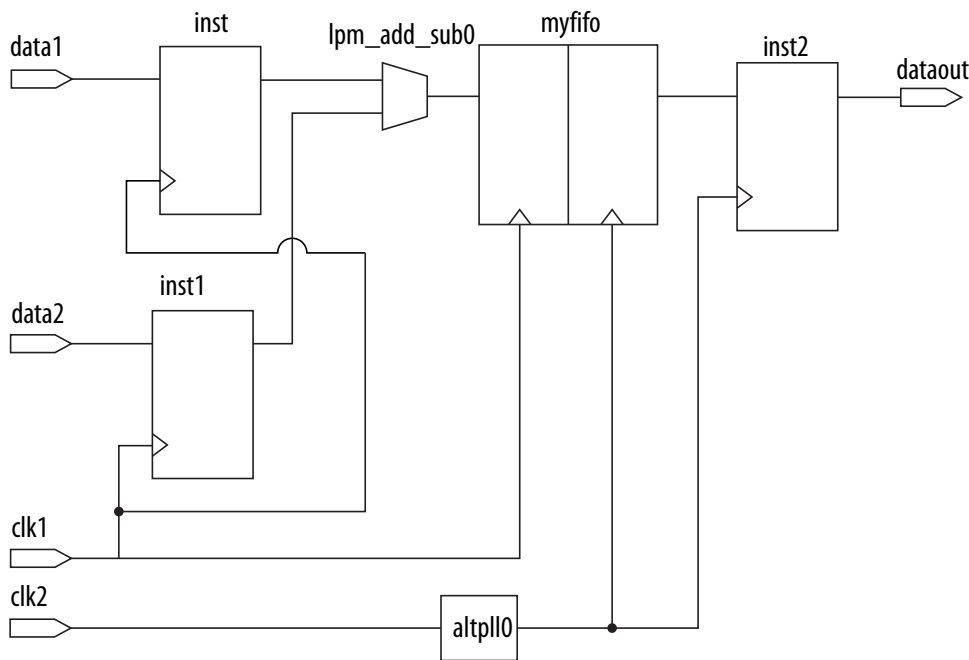 data1
inst
lpm_add_sub0
myfifo
inst2
dataout
data2
inst1
clk1
clk2
altpll0